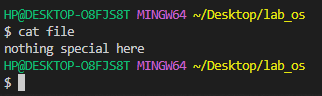 HP@DESKTOP-O8FJS8T MINGW64 ~/Desktop/lab_os
$ cat file
nothing special here
HP@DESKTOP-O8FJS8T MINGW64 ~/Desktop/lab_os
$